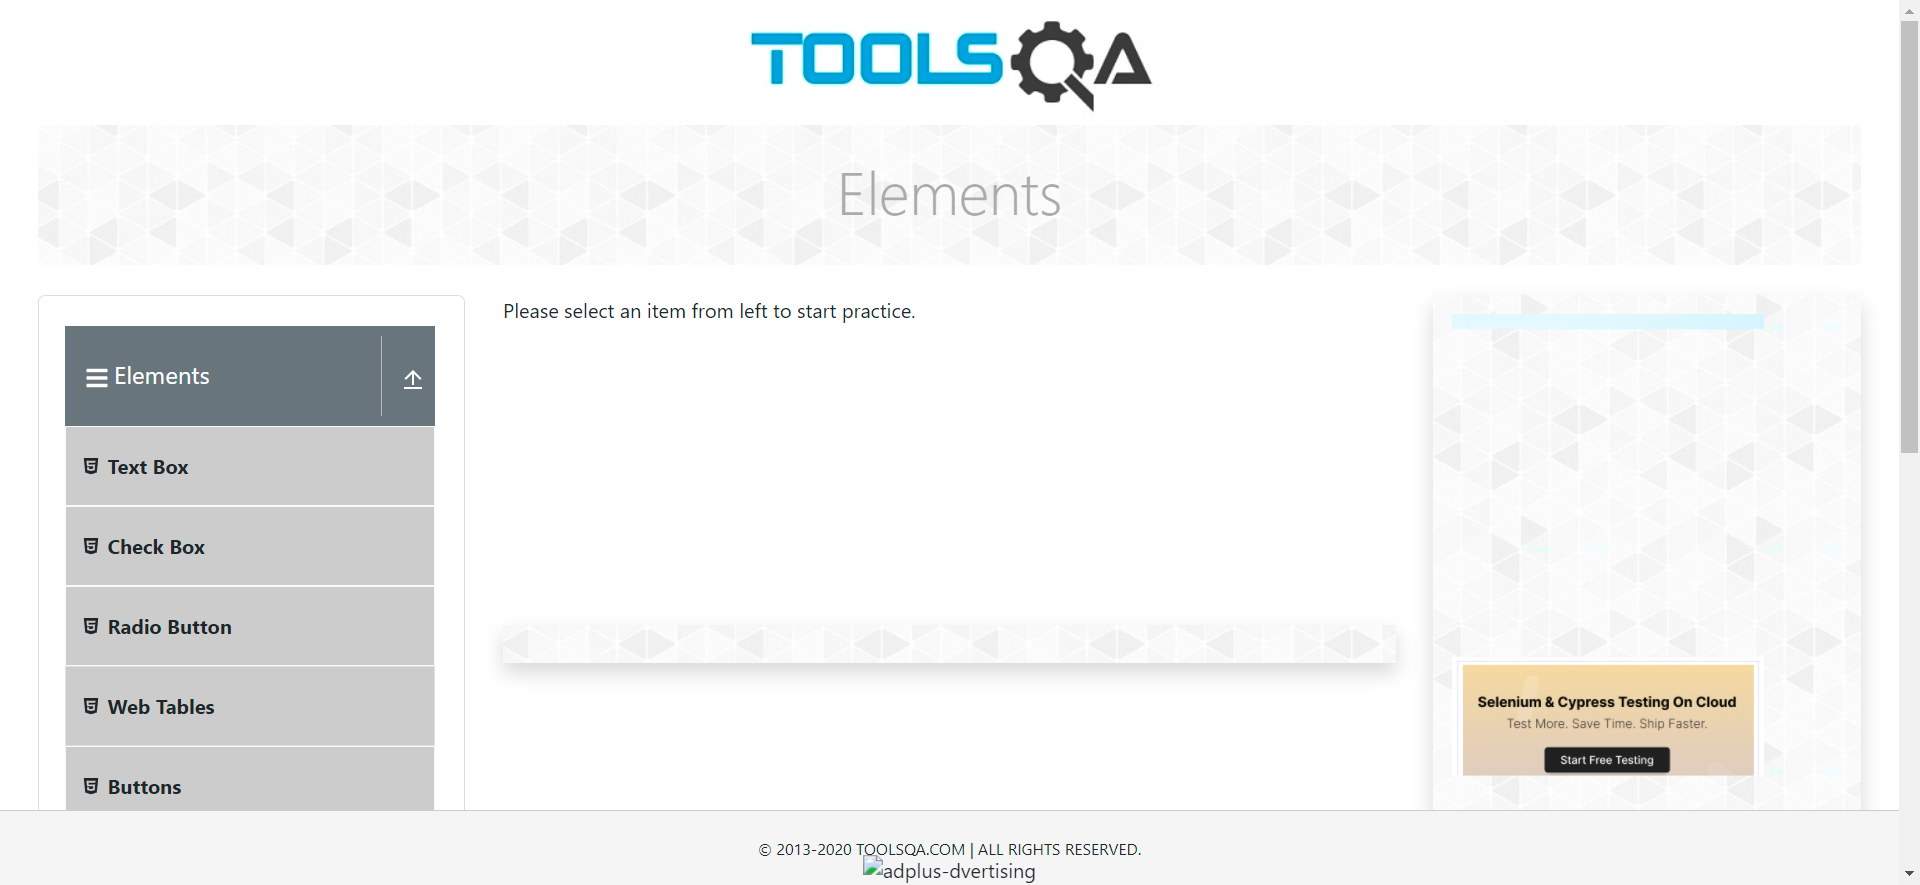 TOOLSQA
Elements
Elements
Text Box
Check Box
Radio Button
Web Tables
Buttons
Please select an item from left to start practice.
Selenium & Cypress Testing On Cloud
Test More. Save Time. Ship Faster.
Start Free Testing
© 2013-2020 TOOLSQA.COM | ALL RIGHTS RESERVED.
adplus-dvertising